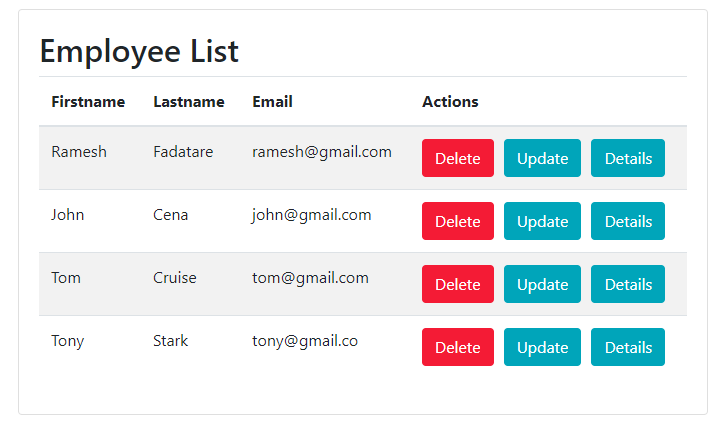 Employee List
Firstname Lastname Email Actions
Ramesh Fadatare ramesh@gmail.com Delete Update Details
John Cena john@gmail.com Delete Update Details
Tom Cruise tom@gmail.com Delete Update Details
Tony Stark tony@gmail.co Delete Update Details